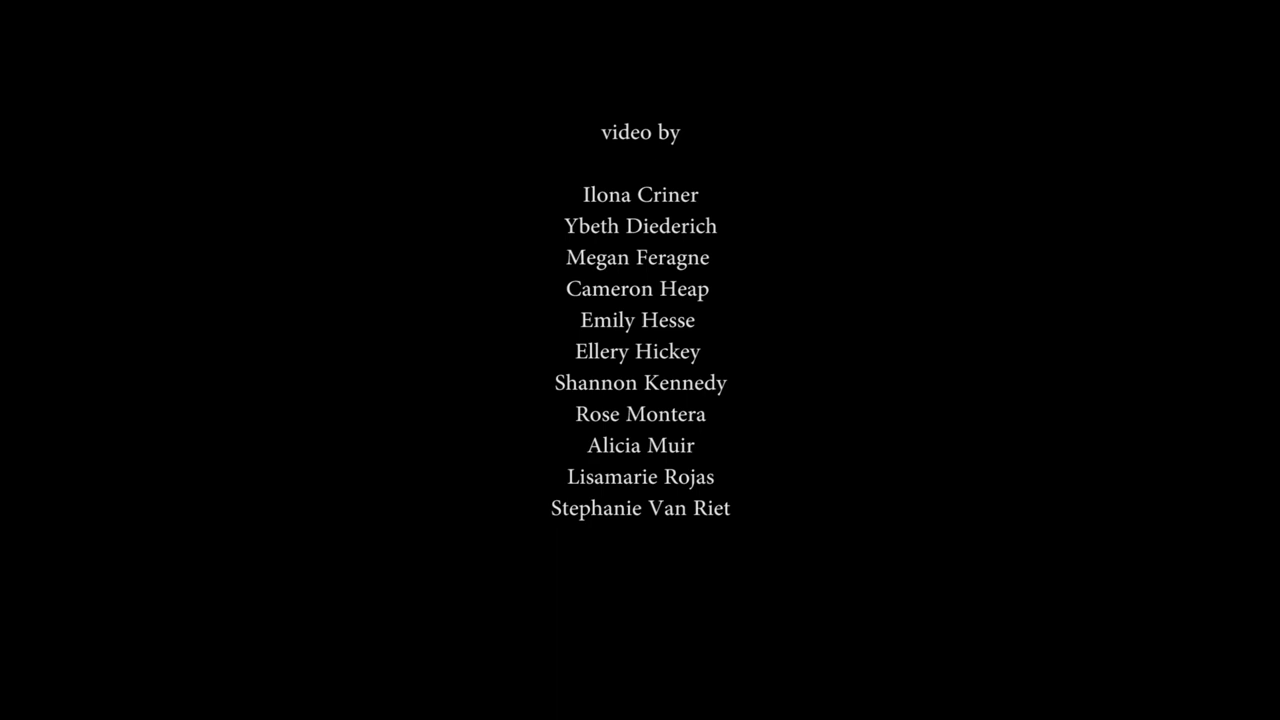 video by
Ilona Criner
Ybeth Diederich
Megan Feragne
Cameron Heap
Emily Hesse
Ellery Hickey
Shannon Kennedy
Rose Montera
Alicia Muir
Lisamarie Rojas
Stephanie Van Riet